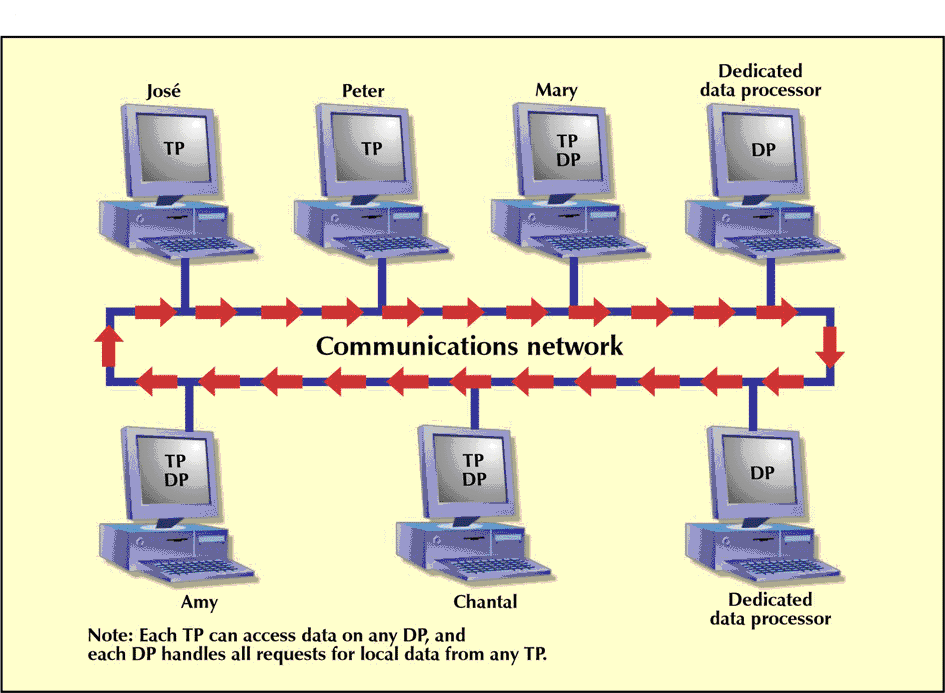 José
Peter
Mary
Dedicated
data processor
TP
TP
TP
DP
DP
Communications network
TP
DP
TP
DP
DP
Amy
Chantal
Dedicated
data processor
Note: Each TP can access data on any DP, and
each DP handles all requests for local data from any TP.